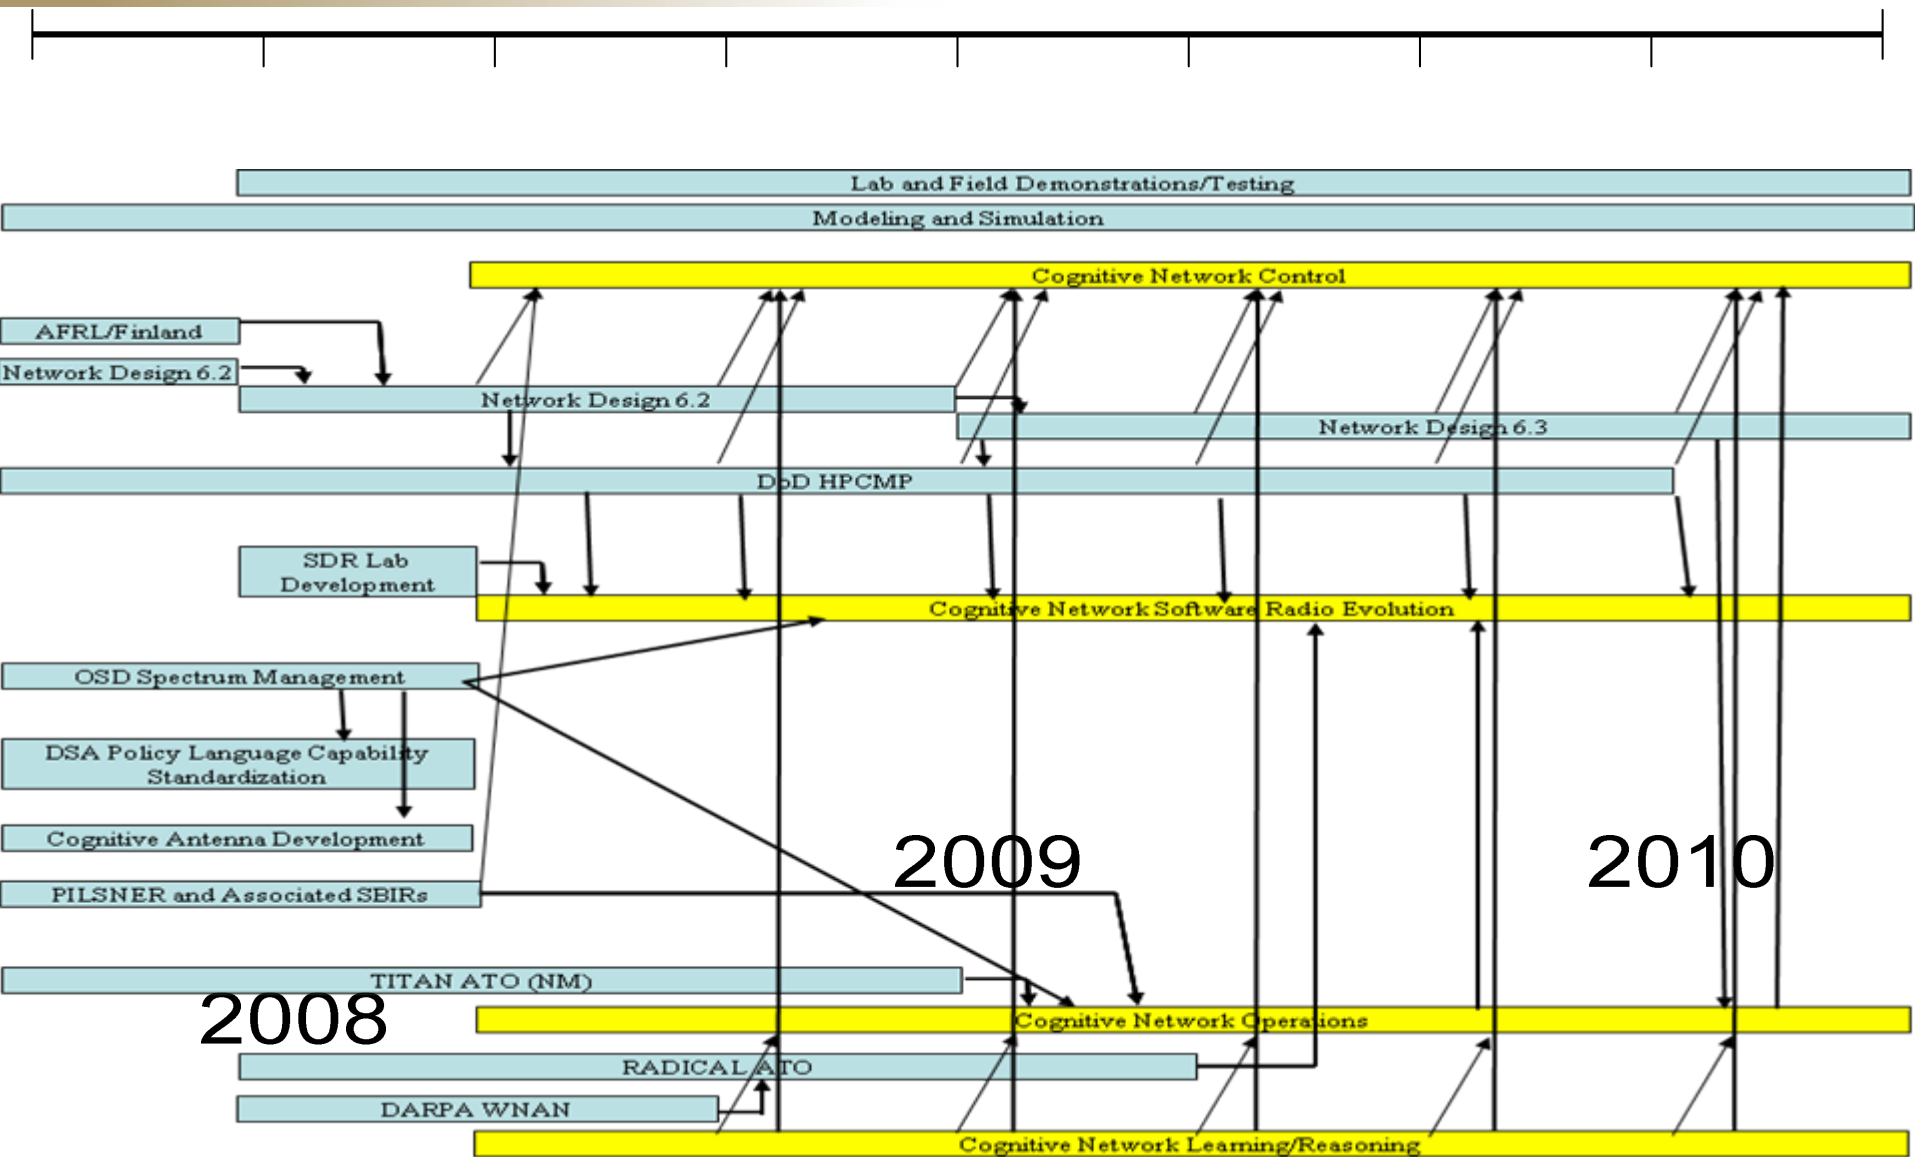 Lab and Field Demonstrations/Testing
Modeling and Simulation
Cognitive Network Control
AFRL/Finland
Network Design 6.2
Network Design 6.2
Network Design 6.3
DoD HPCMP
SDR Lab
Development
Cognitive Network Software Radio Evolution
OSD Spectrum Management
DSA Policy Language Capability
Standardization
Cognitive Antenna Development
2009
2010
PILSNER and Associated SBIRs
TITAN ATO (NM)
2008
Cognitive Network Operations
RADICAL ATO
DARPA WNAN
Cognitive Network Learning/Reasoning